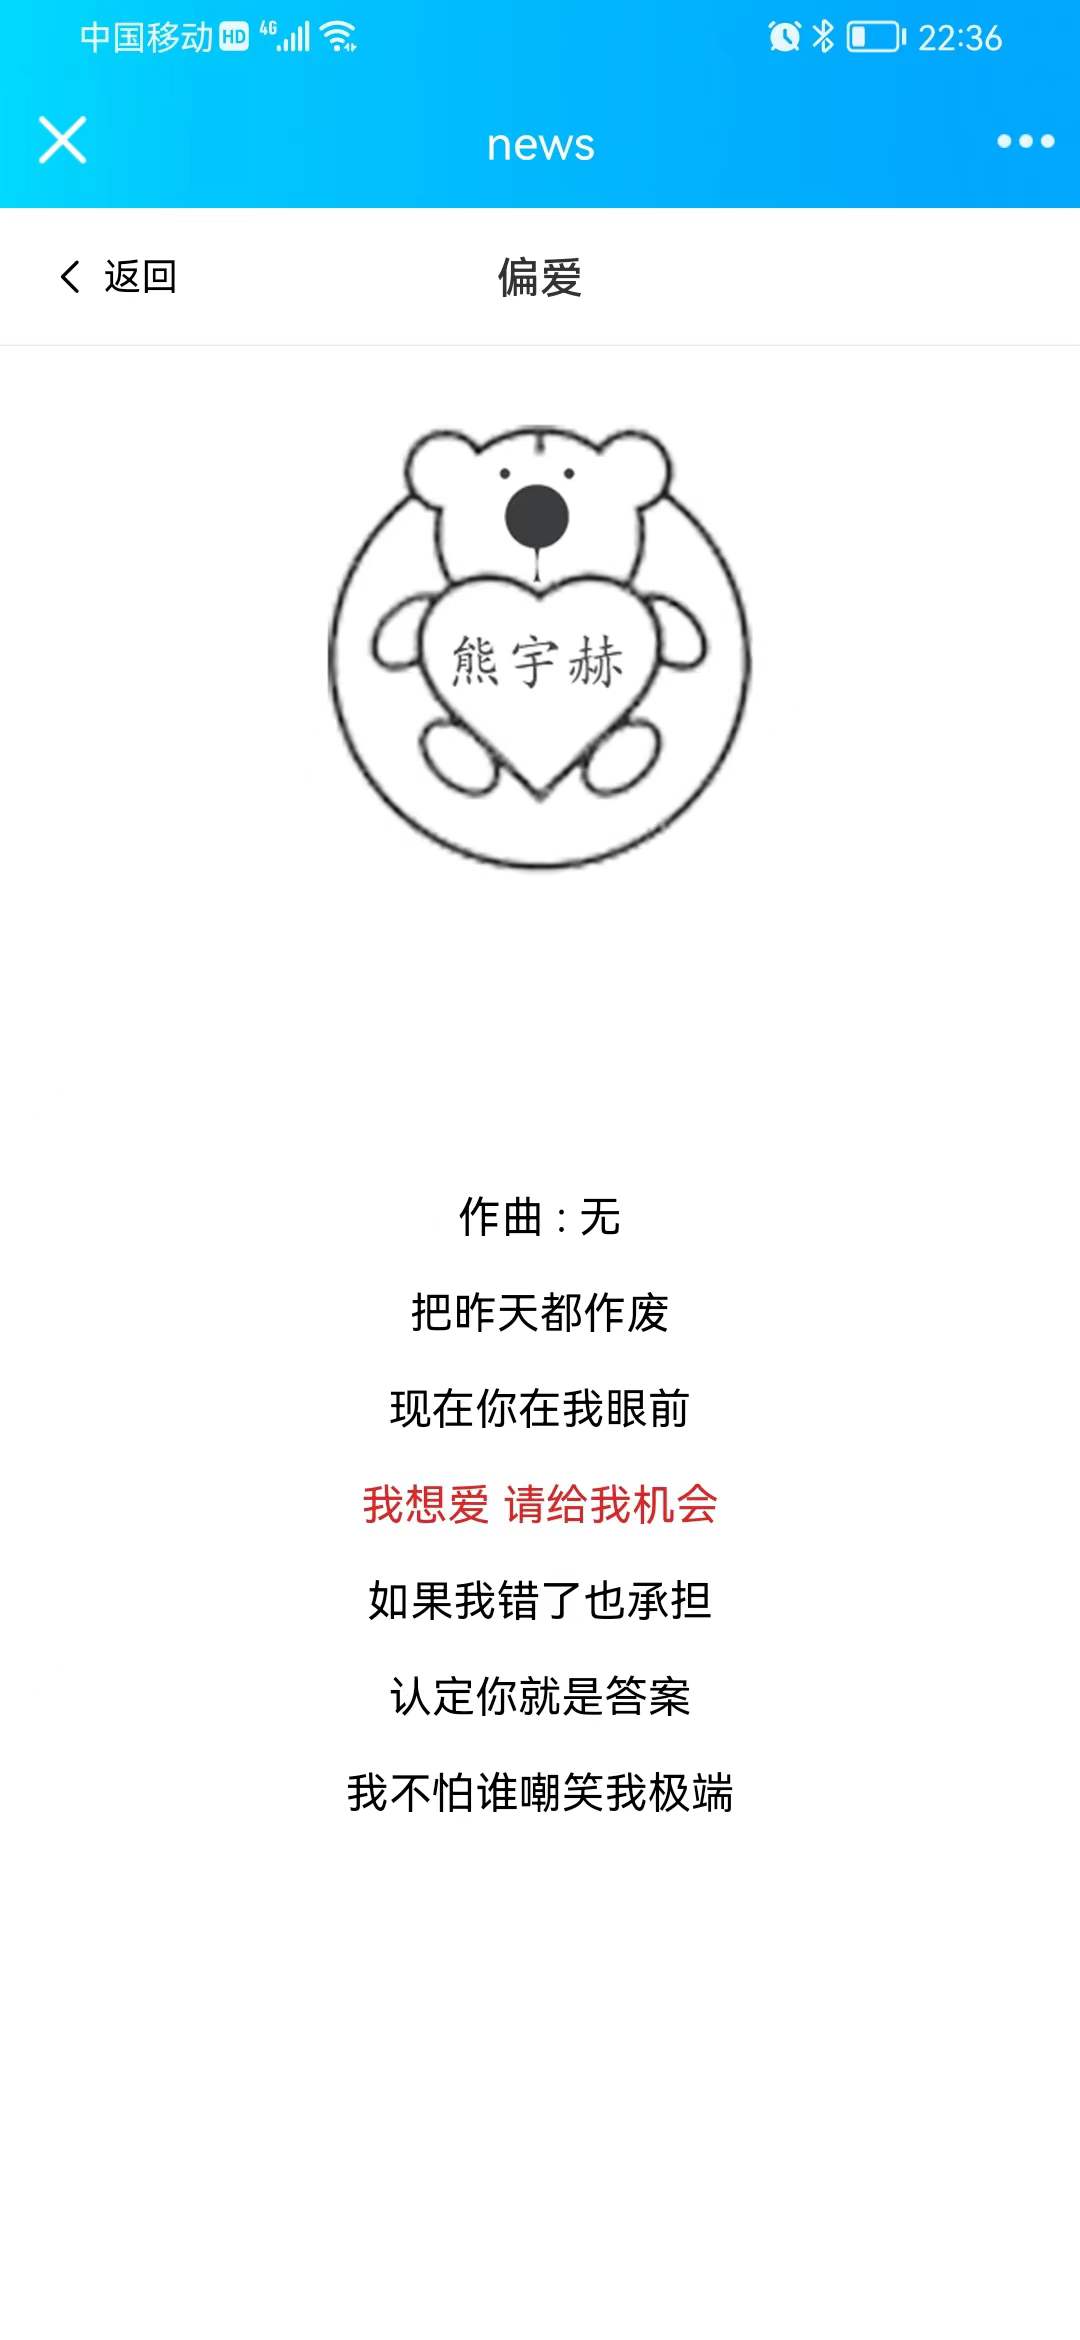 中国移动 HD 4G 22:36
news
返回 偏爱
熊宇赫
作曲 : 无
把昨天都作废
现在你在我眼前
我想爱 请给我机会
如果我错了也承担
认定你就是答案
我不怕谁嘲笑我极端